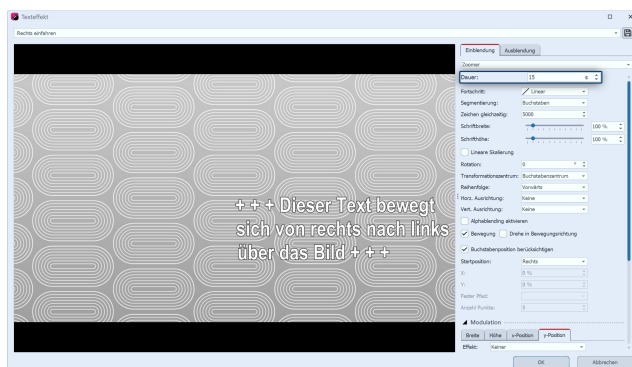 Texteffekt
Rechts einfahren
Einblendung Ausblendung
Zoomer
Dauer: 15 s
Fortschritt: Linear
Segmentierung: Buchstaben
Zeichen gleichzeitig: 5000
Schriftbreite: 100 %
Schrifthöhe: 100 %
Lineare Skalierung
Rotation: 0 °
Transformationszentrum: Buchstabenzentrum
Reihenfolge: Vorwärts
Horz. Ausrichtung: Keine
Vert. Ausrichtung: Keine
Alphablending aktivieren
Bewegung Drehe in Bewegungsrichtung
Buchstabenposition berücksichtigen
Startposition: Rechts
X: 0 %
Y: 0 %
Fester Pfad:
Anzahl Punkte: 5
Modulation
Breite Höhe x-Position y-Position
Effekt: Keiner
OK Abbrechen
+ + + Dieser Text bewegt
sich von rechts nach links
über das Bild + + +